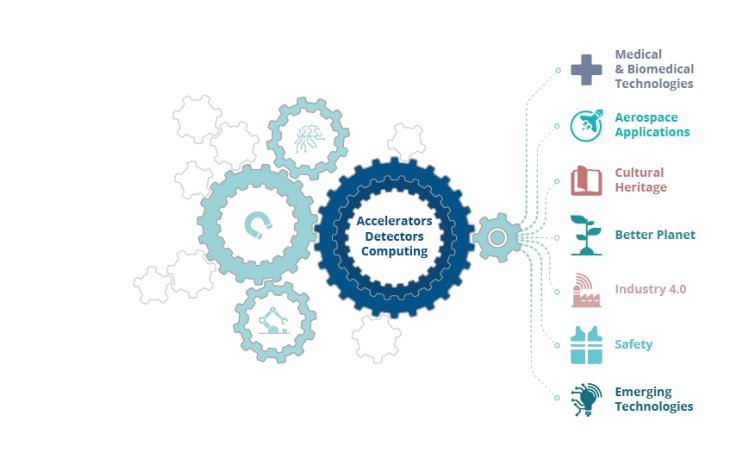 Medical
& Biomedical
Technologies
Aerospace
Applications
Cultural
Heritage
Accelerators
Detectors
Computing
Better Planet
Industry 4.0
Safety
Emerging
Technologies